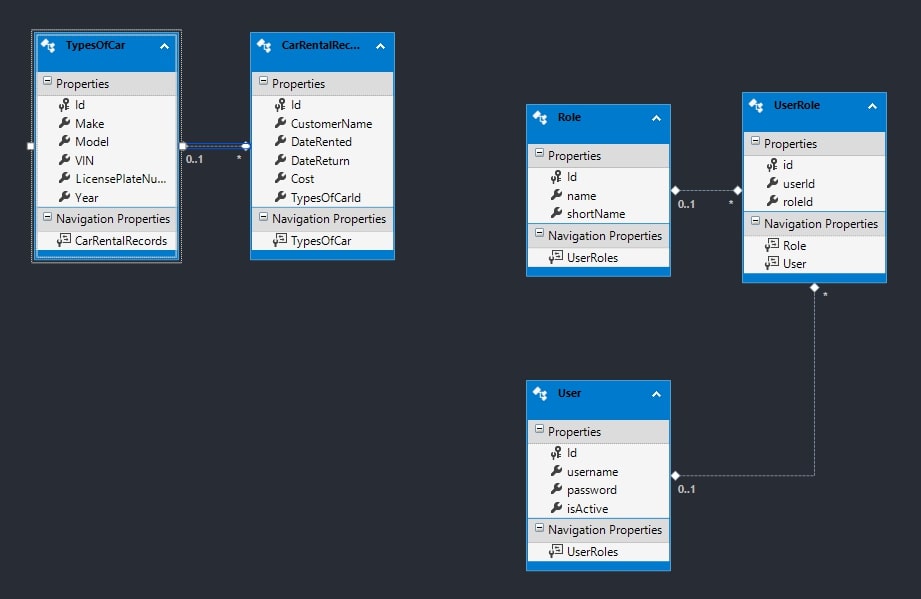 TypesOfCar
Properties
Id
Make
Model
VIN
LicensePlateNu...
Year
Navigation Properties
CarRentalRecords
0..1
*
CarRentalRec...
Properties
Id
CustomerName
DateRented
DateReturn
Cost
TypesOfCarId
Navigation Properties
TypesOfCar
Role
Properties
Id
name
shortName
Navigation Properties
UserRoles
0..1
*
UserRole
Properties
id
userId
roleId
Navigation Properties
Role
User
*
User
Properties
Id
username
password
isActive
Navigation Properties
UserRoles
0..1